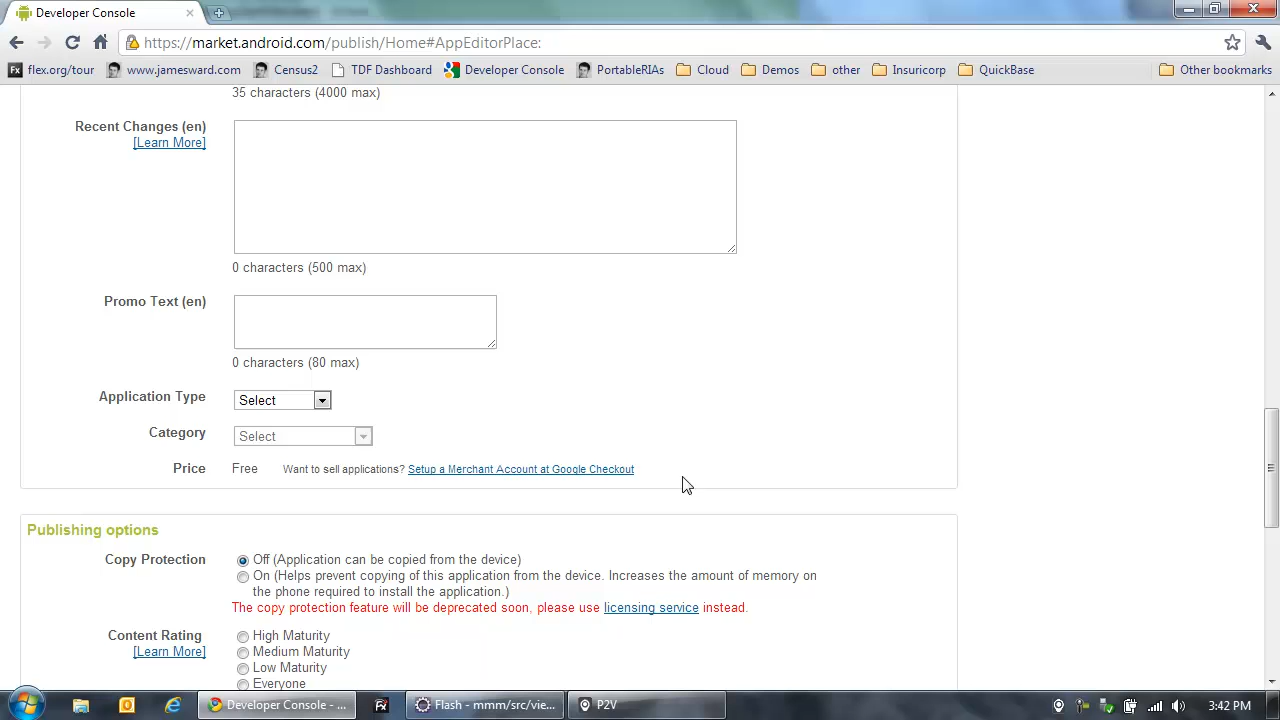 Developer Console
https://market.android.com/publish/Home#AppEditorPlace:
flex.org/tour www.jamesward.com Census2 TDF Dashboard Developer Console PortableRIAs Cloud Demos other Insuricorp QuickBase Other bookmarks
35 characters (4000 max)
Recent Changes (en)
[Learn More]
0 characters (500 max)
Promo Text (en)
0 characters (80 max)
Application Type Select
Category Select
Price Free Want to sell applications? Setup a Merchant Account at Google Checkout
Publishing options
Copy Protection Off (Application can be copied from the device)
On (Helps prevent copying of this application from the device. Increases the amount of memory on
the phone required to install the application.)
The copy protection feature will be deprecated soon, please use licensing service instead.
Content Rating High Maturity
[Learn More] Medium Maturity
Low Maturity
Everyone
Developer Console - ... Flash - mmm/src/vie... P2V 3:42 PM